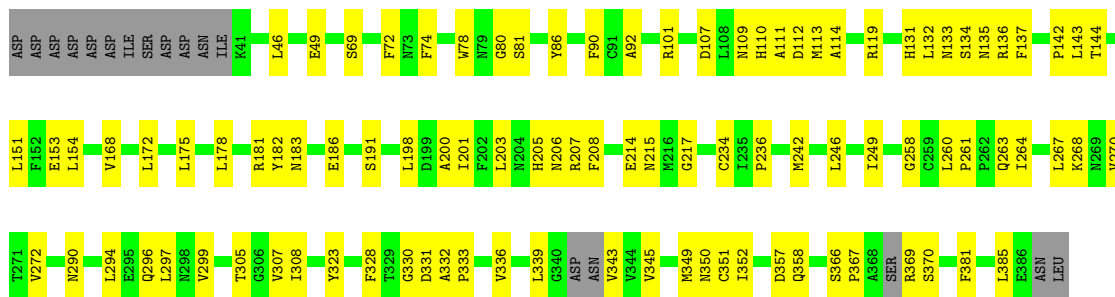 ASP ASP ASP ASP ASP ASP ILE SER ASP ASP ASN ILE K41 L46 E49 S69 F72 N73 F74 W78 N79 G80 S81 Y86 F90 C91 A92 R101 D107 L108 N109 H110 A111 D112 M113 A114 R119 H131 L132 N133 S134 N135 R136 F137 P142 L143 T144
L151 F152 E153 L154 V168 L172 L175 L178 R181 Y182 N183 E186 S191 L198 D199 A200 I201 F202 L203 N204 H205 N206 R207 F208 E214 N215 M216 G217 C234 I235 P236 M242 L246 I249 G258 C259 L260 P261 P262 Q263 I264 L267 K268 N269
T271 V272 N290 L294 E295 Q296 L297 N298 V299 T305 G306 V307 I308 Y323 F328 T329 G330 D331 A332 P333 V336 L339 G340 ASP ASN V343 V344 V345 M349 N350 C351 I352 D357 Q358 S366 P367 A368 SER R369 S370 F381 L385 E386 ASN LEU